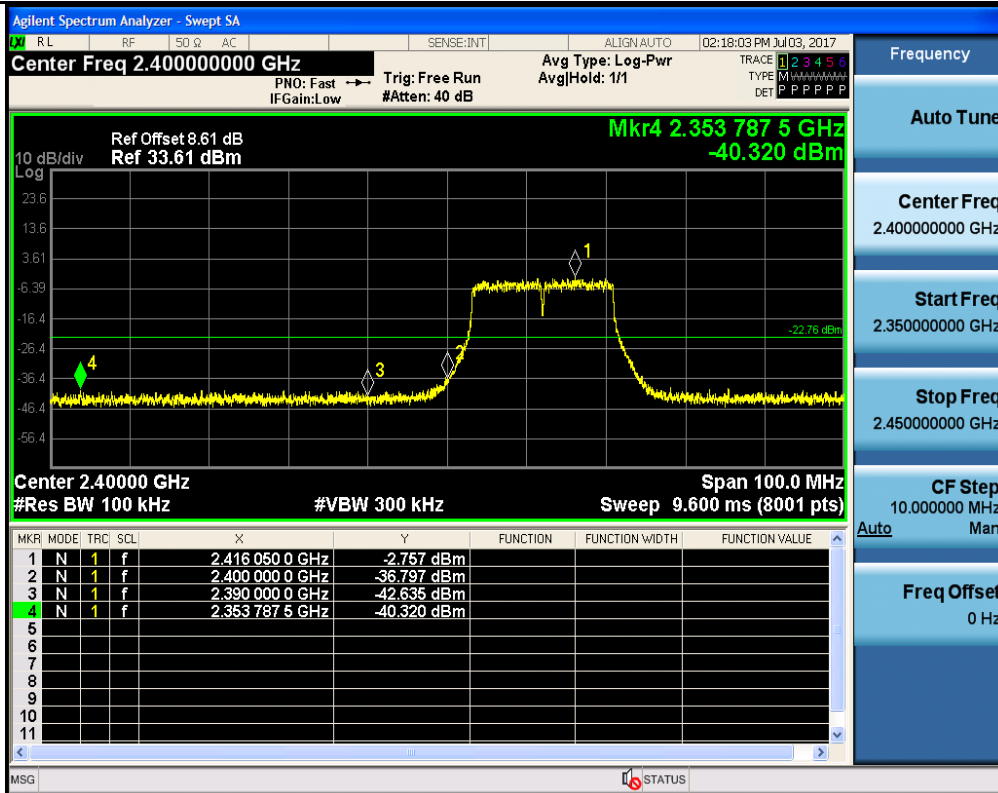 Agilent Spectrum Analyzer - Swept SA
LXI RL RF 50 Ω AC SENSE:INT ALIGN AUTO 02:18:03 PM Jul 03, 2017
Center Freq 2.400000000 GHz
PNO: Fast
IFGain:Low
Trig: Free Run
#Atten: 40 dB
Avg Type: Log-Pwr
Avg|Hold: 1/1
TRACE 1 2 3 4 5 6
TYPE M
DET P P P P P P
Ref Offset 8.61 dB
Ref 33.61 dBm
10 dB/div
Log
Mkr4 2.353 787 5 GHz
-40.320 dBm
23.6
13.6
3.61
-6.39
-16.4
-26.4
-36.4
-46.4
-56.4
1
2
3
4
-22.76 dBm
Center 2.40000 GHz Span 100.0 MHz
#Res BW 100 kHz #VBW 300 kHz Sweep 9.600 ms (8001 pts)
MKR MODE TRC SCL X Y FUNCTION FUNCTION WIDTH FUNCTION VALUE
1 N 1 f 2.416 050 0 GHz -2.757 dBm
2 N 1 f 2.400 000 0 GHz -36.797 dBm
3 N 1 f 2.390 000 0 GHz -42.635 dBm
4 N 1 f 2.353 787 5 GHz -40.320 dBm
5
6
7
8
9
10
11
MSG STATUS
Frequency
Auto Tune
Center Freq
2.400000000 GHz
Start Freq
2.350000000 GHz
Stop Freq
2.450000000 GHz
CF Step
10.000000 MHz
Auto Man
Freq Offset
0 Hz